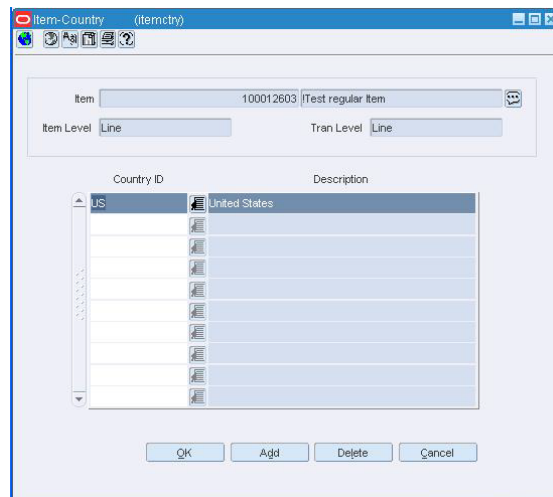 Item-Country (itemctry)
Item 100012603 !Test regular Item
Item Level Line Tran Level Line
Country ID Description
US United States
OK Add Delete Cancel